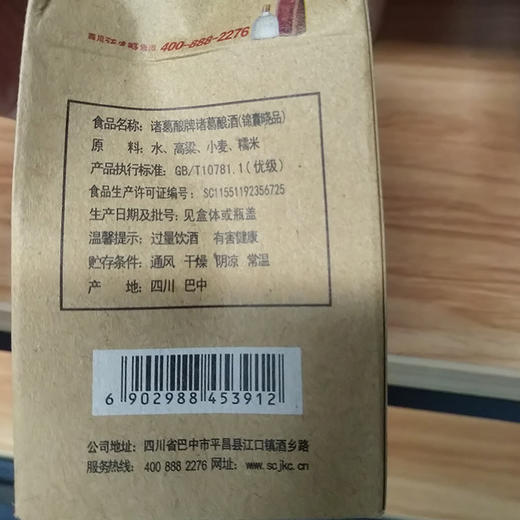 400-888-2276
食品名称: 诸葛酿牌诸葛酿酒(锦囊晓品)
原 料: 水、高粱、小麦、糯米
产品执行标准: GB/T10781.1(优级)
食品生产许可证编号: SC11551192356725
生产日期及批号: 见盒体或瓶盖
温馨提示: 过量饮酒 有害健康
贮存条件: 通风 干燥 阴凉 常温
产 地: 四川 巴中
6 902988 453912
公司地址: 四川省巴中市平昌县江口镇酒乡路
服务热线: 400 888 2276 网址: www.scjkc.cn